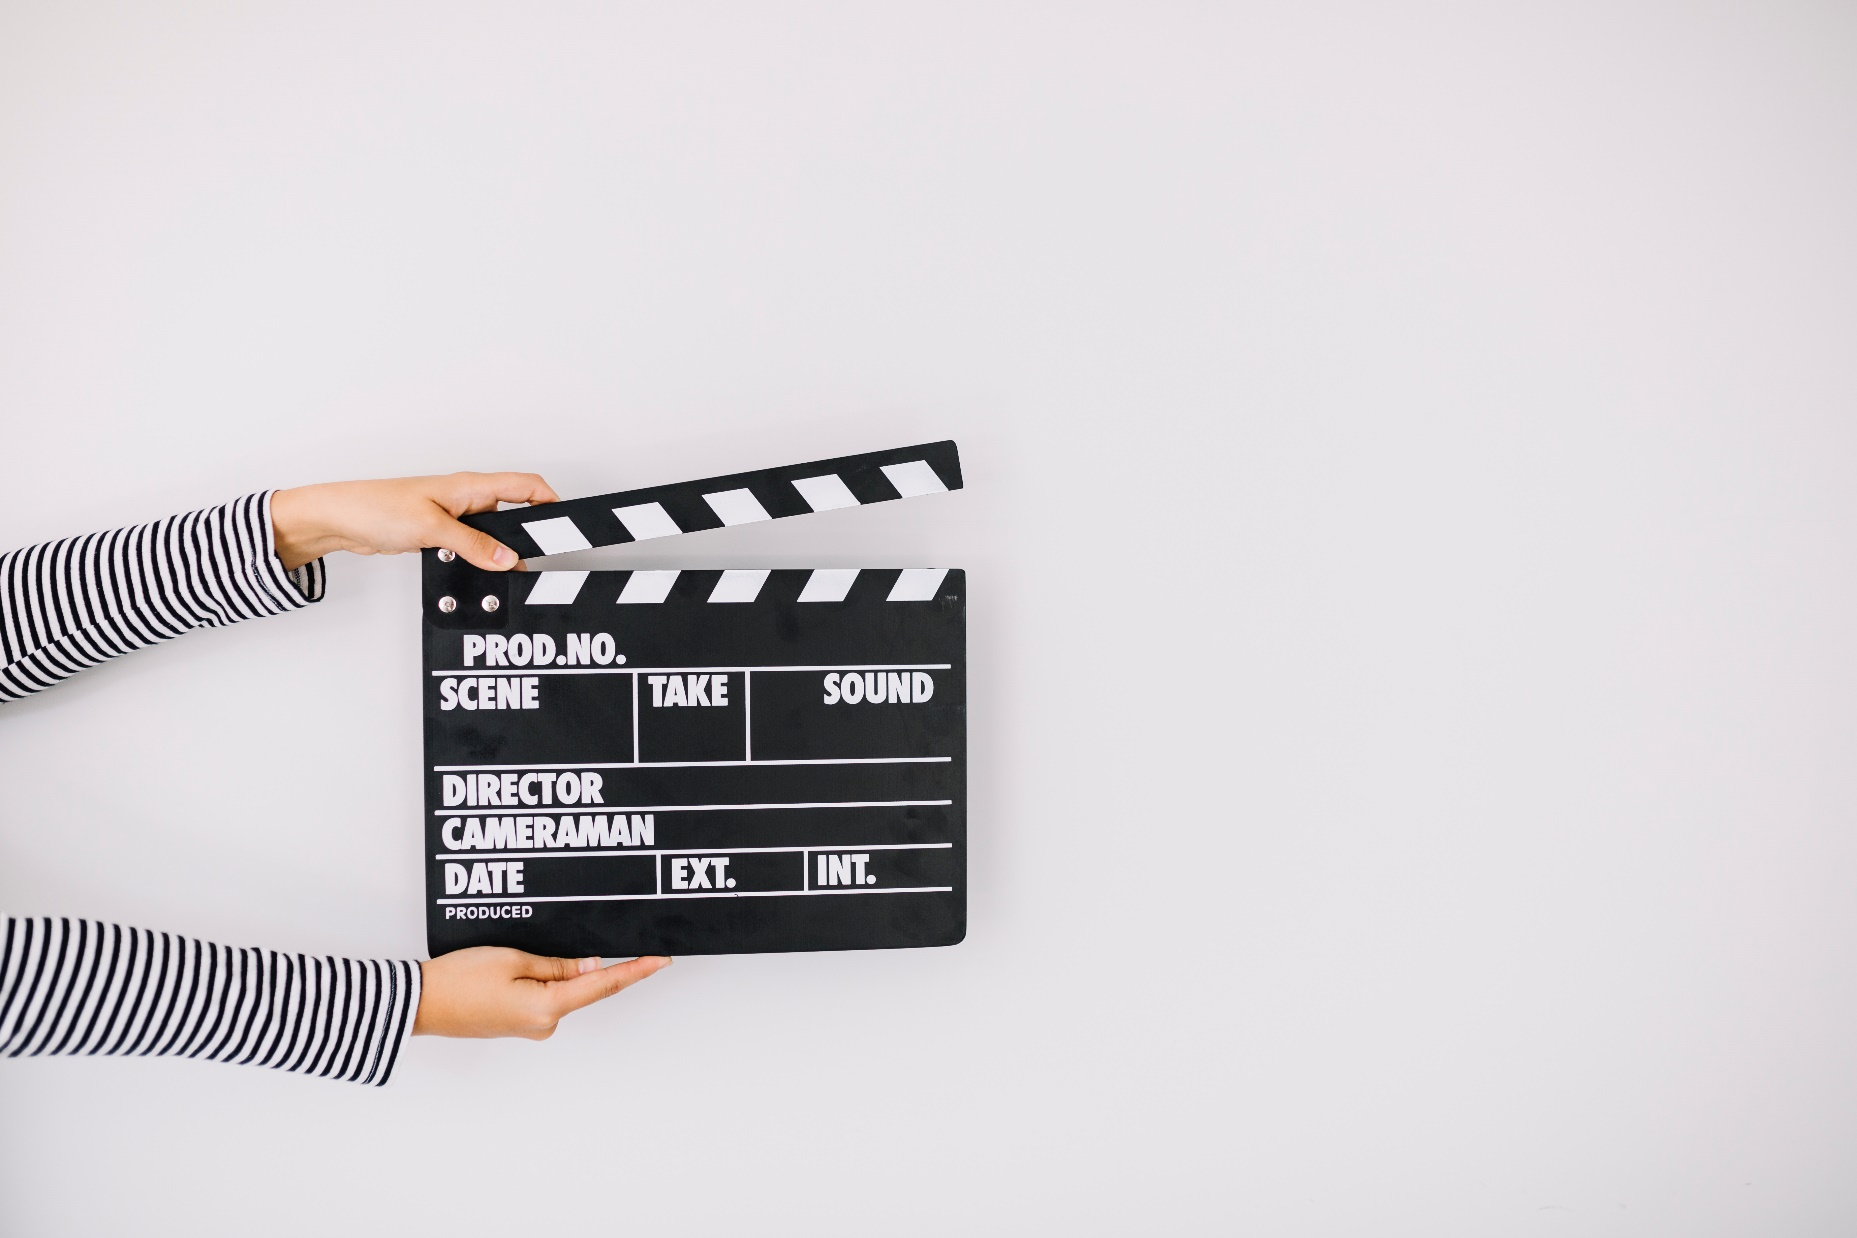 PROD.NO.
SCENE TAKE SOUND
DIRECTOR
CAMERAMAN
DATE EXT. INT.
PRODUCED